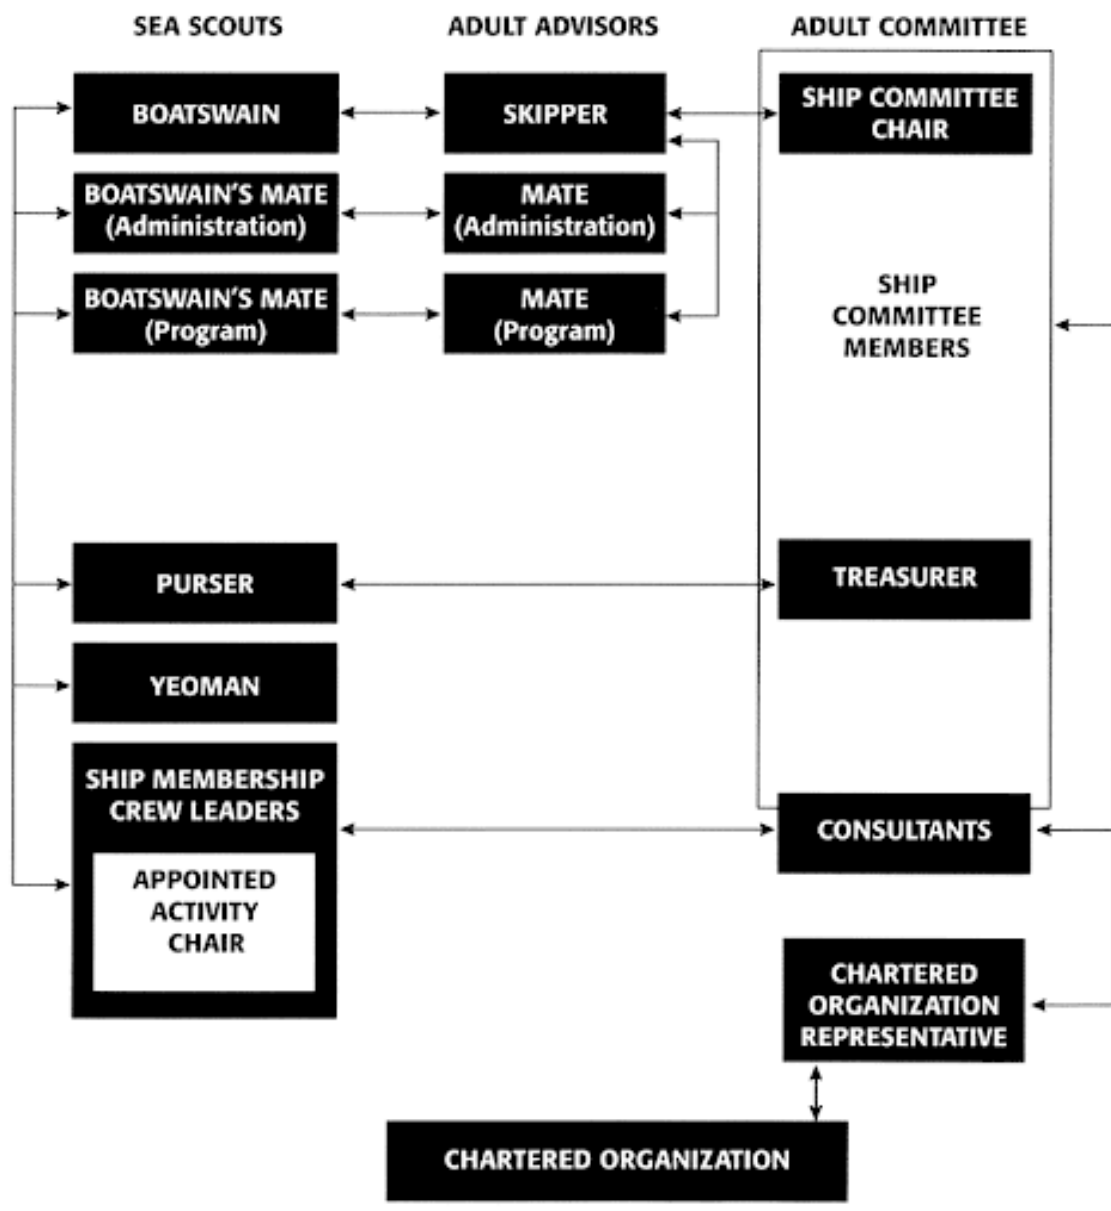 SEA SCOUTS
ADULT ADVISORS
ADULT COMMITTEE
BOATSWAIN
SKIPPER
SHIP COMMITTEE
CHAIR
BOATSWAIN'S MATE
(Administration)
MATE
(Administration)
BOATSWAIN'S MATE
(Program)
MATE
(Program)
SHIP
COMMITTEE
MEMBERS
PURSER
TREASURER
YEOMAN
SHIP MEMBERSHIP
CREW LEADERS
CONSULTANTS
APPOINTED
ACTIVITY
CHAIR
CHARTERED
ORGANIZATION
REPRESENTATIVE
CHARTERED ORGANIZATION